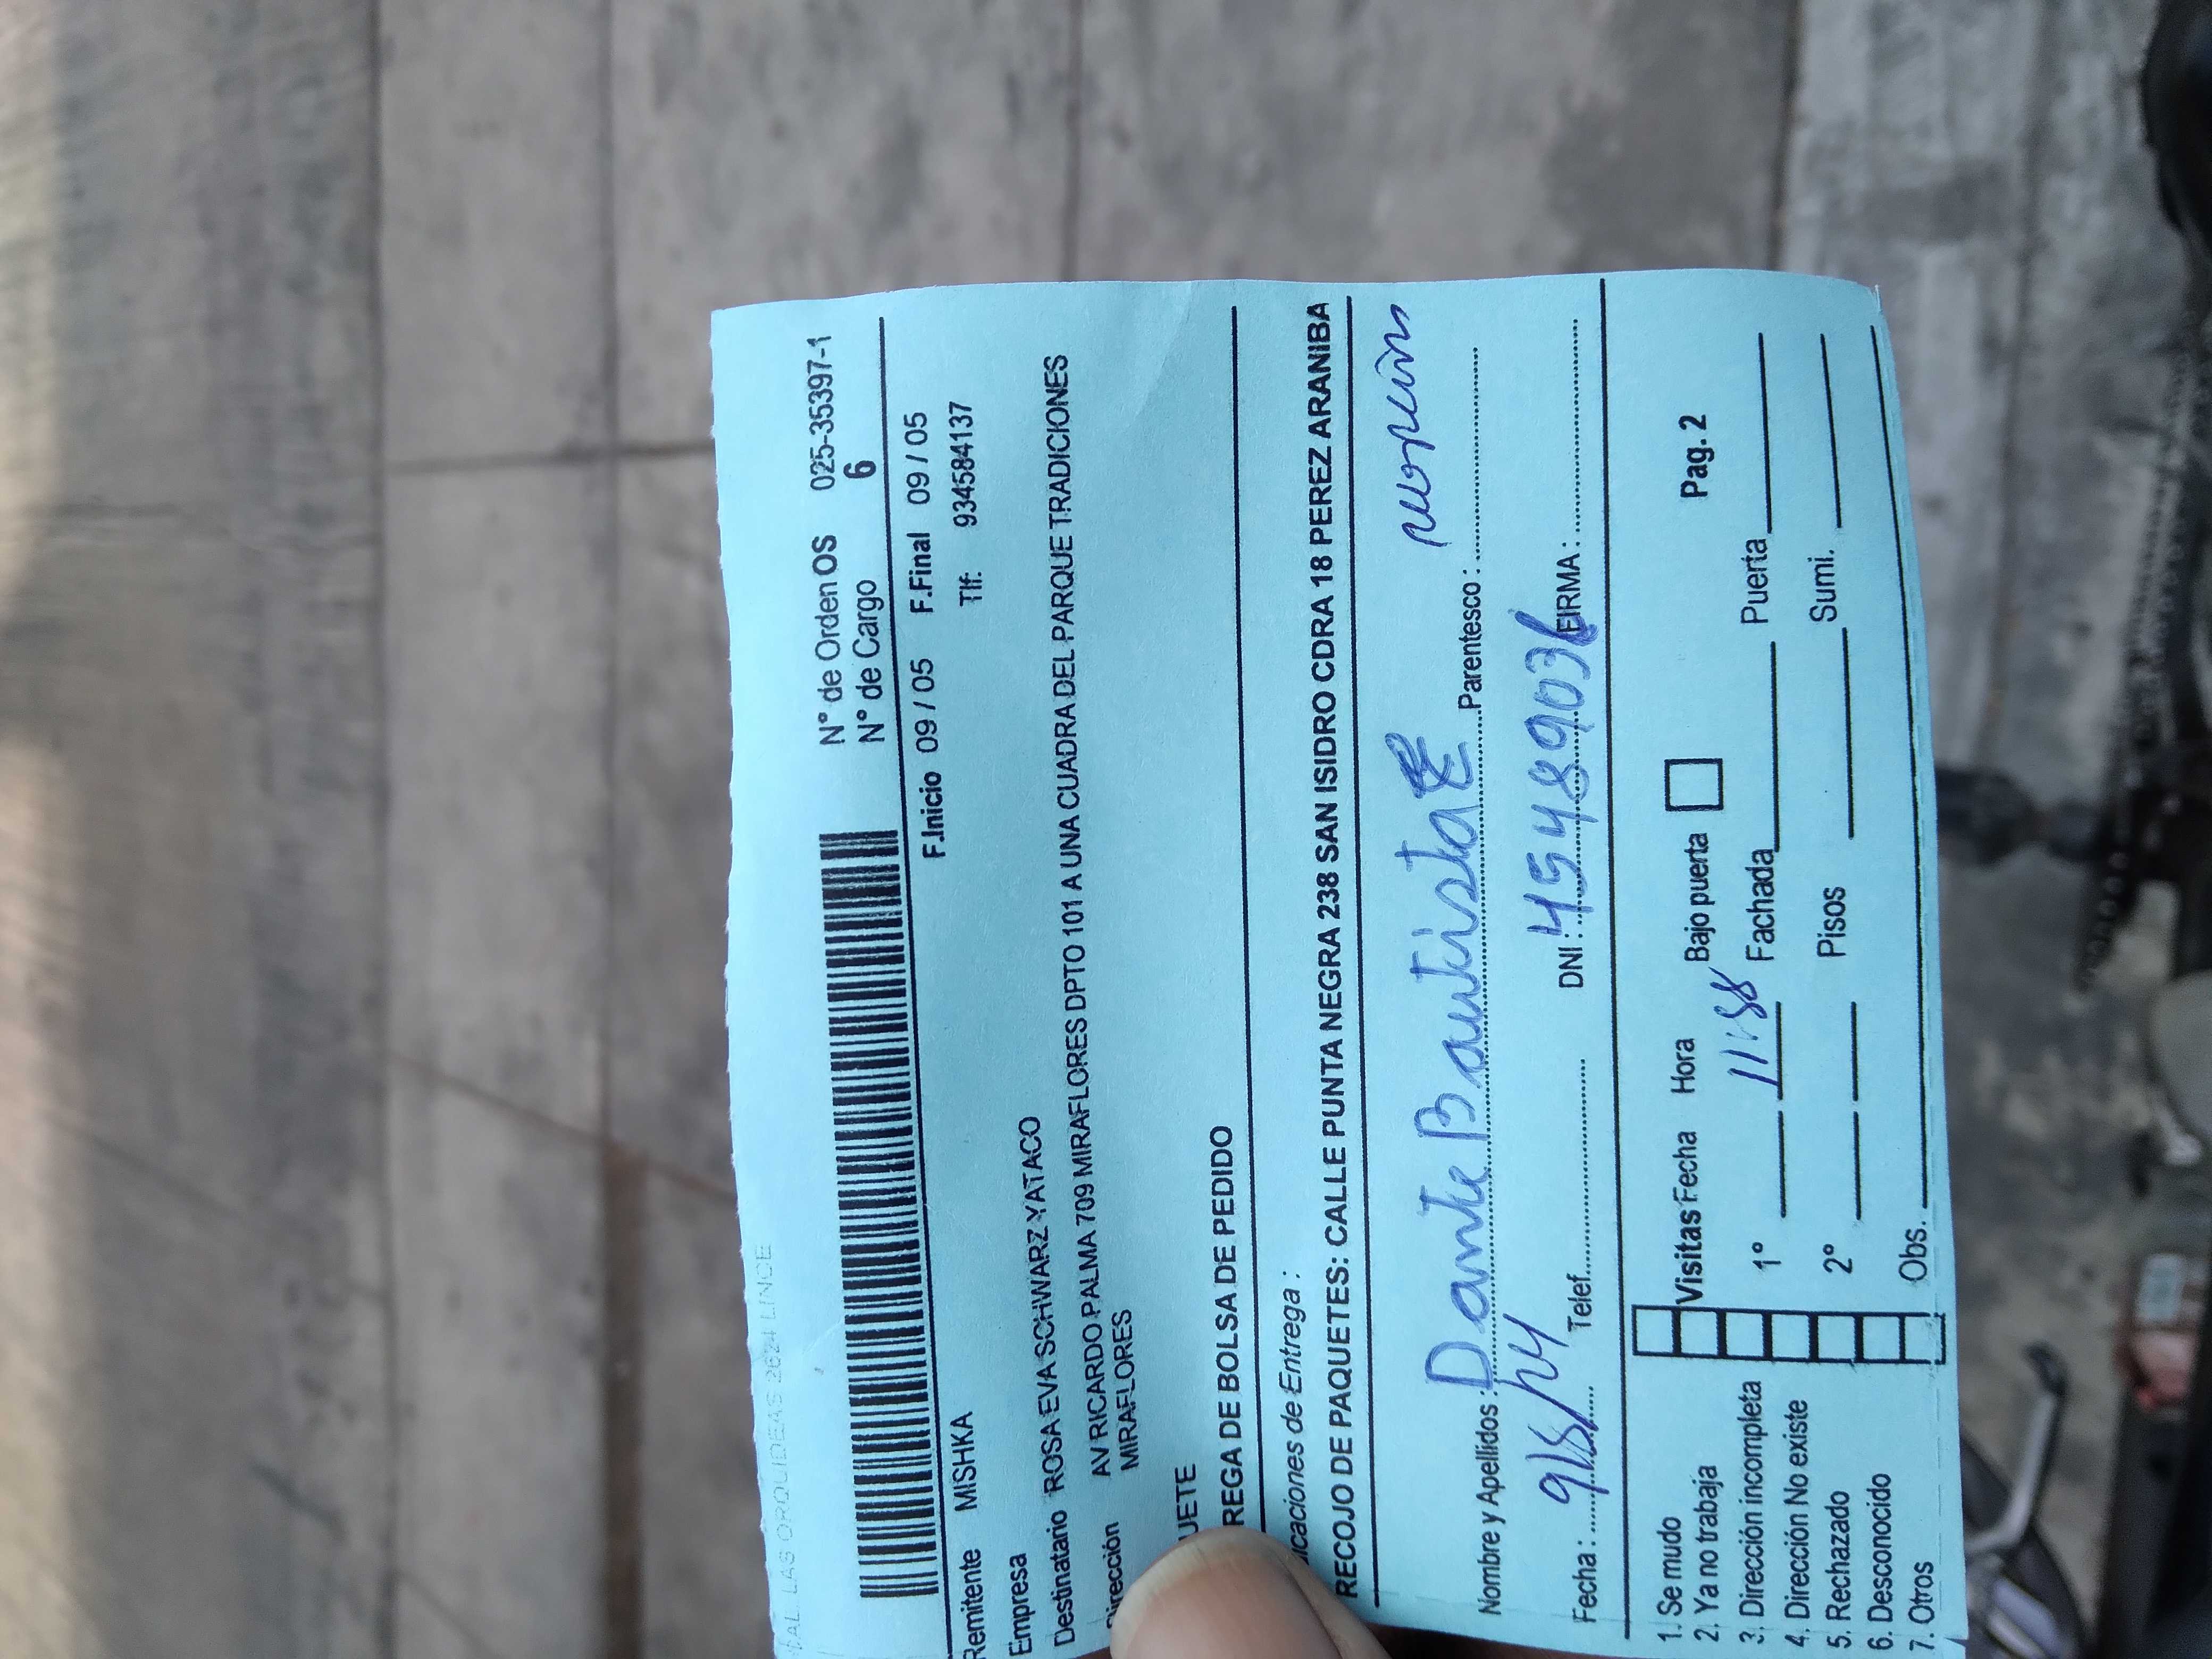 CAL LAS ORQUIDEAS 2624 LINCE
N° de Orden OS 025-35397-1
N° de Cargo 6
F.Inicio 09 / 05 F.Final 09 / 05
Remitente MISHKA Tlf: 934584137
Empresa
Destinatario ROSA EVA SCHWARZ YATACO
Dirección AV RICARDO PALMA 709 MIRAFLORES DPTO 101 A UNA CUADRA DEL PARQUE TRADICIONES
MIRAFLORES
UETE
REGA DE BOLSA DE PEDIDO
icaciones de Entrega :
RECOJO DE PAQUETES: CALLE PUNTA NEGRA 238 SAN ISIDRO CDRA 18 PEREZ ARANIBA
Nombre y Apellidos : Dante Bautista E Parentesco :
Fecha : 9/5/24 Telef. DNI : 45489036 FIRMA :
1. Se mudo
2. Ya no trabaja Visitas Fecha Hora Bajo puerta Pag. 2
3. Dirección incompleta 1° 11:58 Fachada Puerta
4. Dirección No existe
5. Rechazado 2° Pisos Sumi.
6. Desconocido
7. Otros Obs.